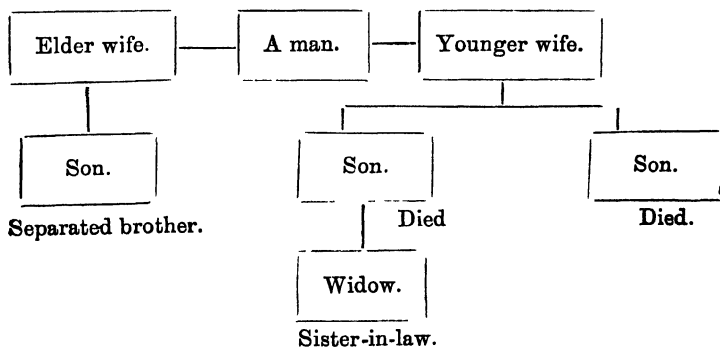 Elder wife. A man. Younger wife.
Son. Son. Son.
Separated brother. Died Died.
Widow.
Sister-in-law.